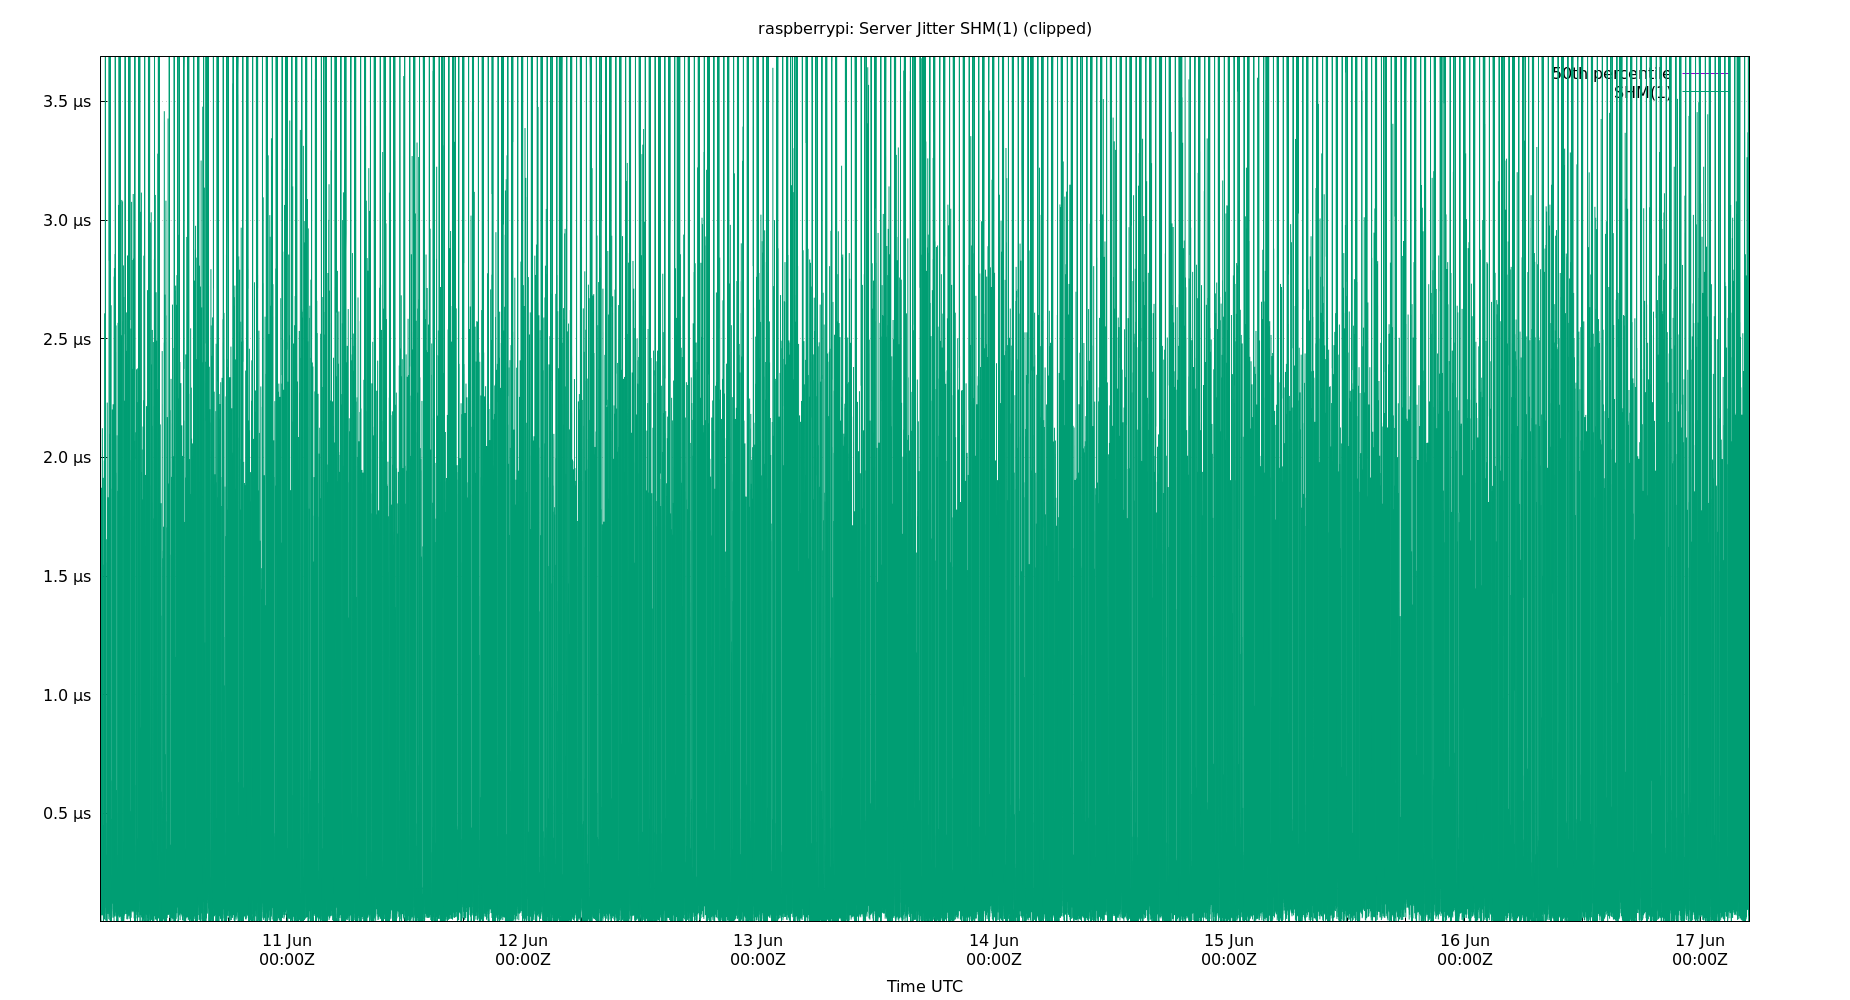 raspberrypi: Server Jitter SHM(1) (clipped)
50th percentile
SHM(1)
3.5 µs
3.0 µs
2.5 µs
2.0 µs
1.5 µs
1.0 µs
0.5 µs
11 Jun 12 Jun 13 Jun 14 Jun 15 Jun 16 Jun 17 Jun
00:00Z 00:00Z 00:00Z 00:00Z 00:00Z 00:00Z 00:00Z
Time UTC